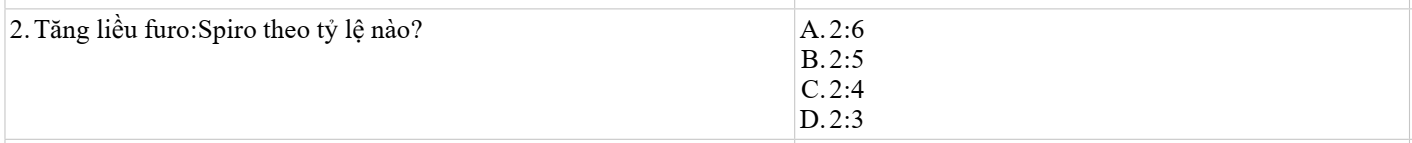 2. Tăng liều furo:Spiro theo tỷ lệ nào?
A. 2:6
B. 2:5
C. 2:4
D. 2:3